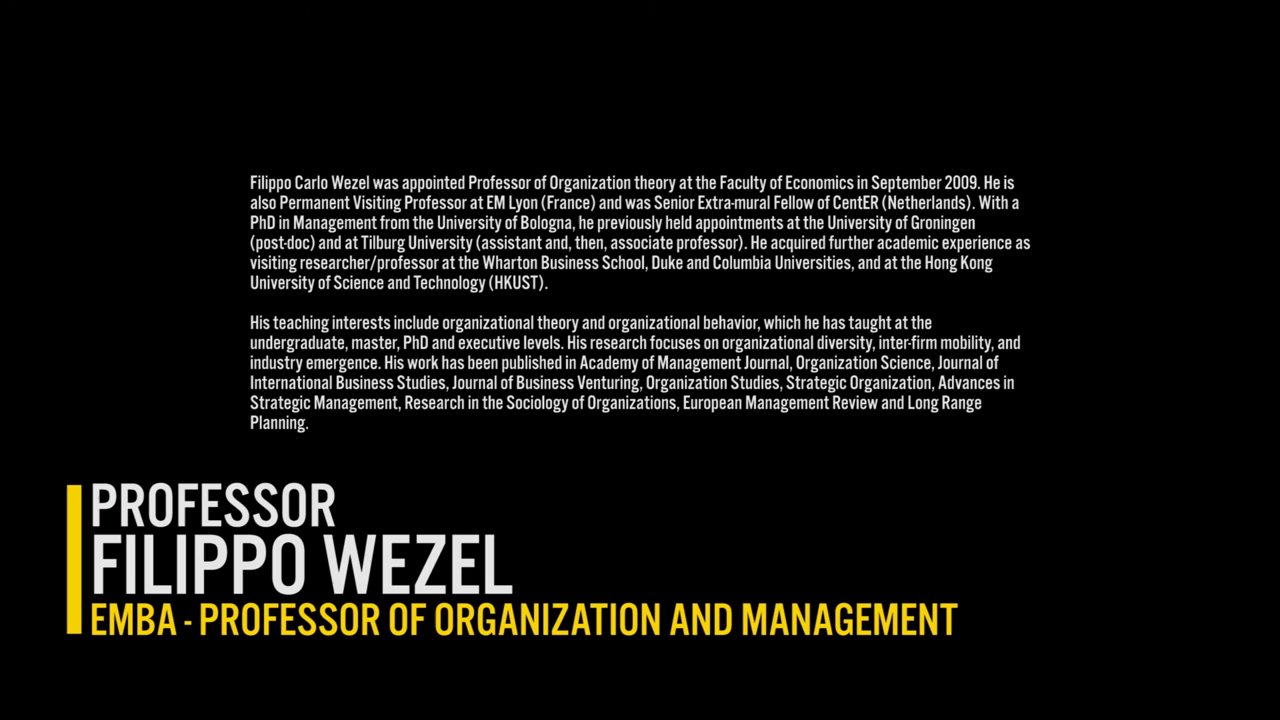 Filippo Carlo Wezel was appointed Professor of Organization theory at the Faculty of Economics in September 2009. He is
also Permanent Visiting Professor at EM Lyon (France) and was Senior Extra-mural Fellow of CentER (Netherlands). With a
PhD in Management from the University of Bologna, he previously held appointments at the University of Groningen
(post-doc) and at Tilburg University (assistant and, then, associate professor). He acquired further academic experience as
visiting researcher/professor at the Wharton Business School, Duke and Columbia Universities, and at the Hong Kong
University of Science and Technology (HKUST).
His teaching interests include organizational theory and organizational behavior, which he has taught at the
undergraduate, master, PhD and executive levels. His research focuses on organizational diversity, inter-firm mobility, and
industry emergence. His work has been published in Academy of Management Journal, Organization Science, Journal of
International Business Studies, Journal of Business Venturing, Organization Studies, Strategic Organization, Advances in
Strategic Management, Research in the Sociology of Organizations, European Management Review and Long Range
Planning.
PROFESSOR
FILIPPO WEZEL
EMBA - PROFESSOR OF ORGANIZATION AND MANAGEMENT